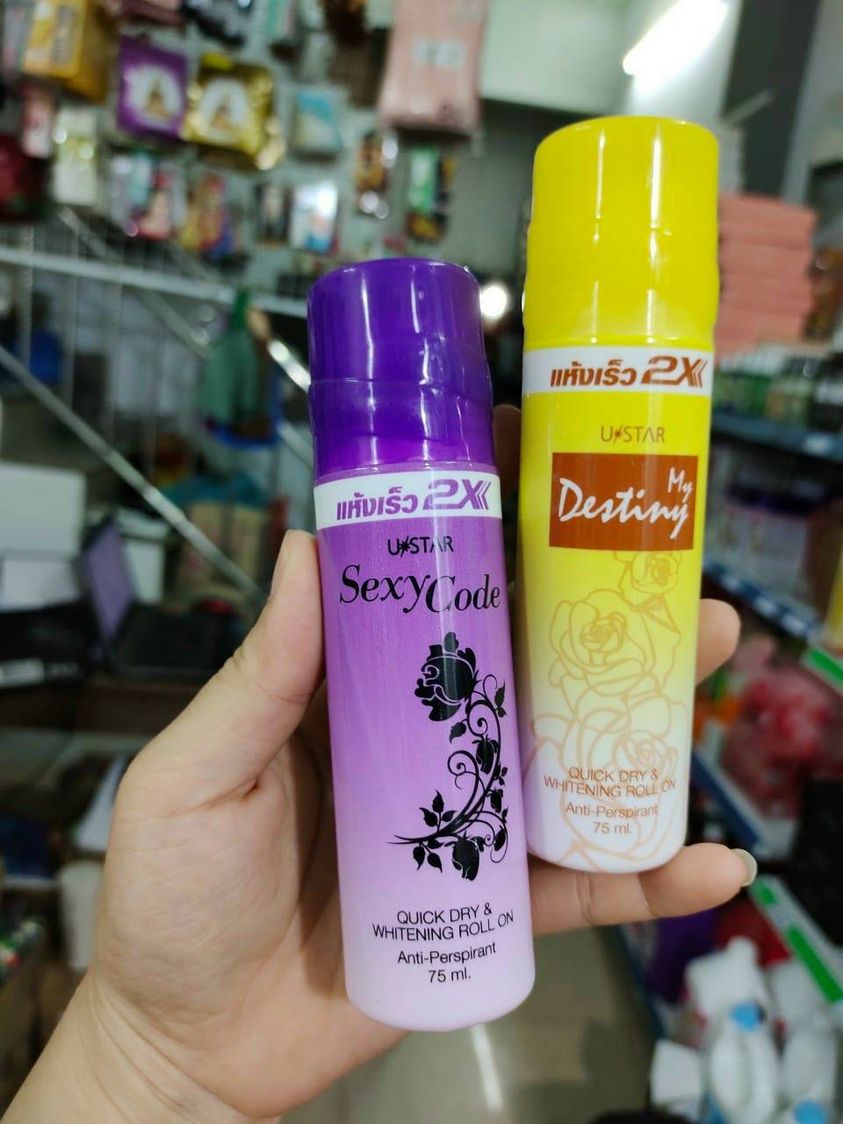 แห้งเร็ว 2X
U*STAR
Sexy Code
QUICK DRY &
WHITENING ROLL ON
Anti-Perspirant
75 ml.
แห้งเร็ว 2X
U*STAR
My
Destiny
QUICK DRY &
WHITENING ROLL ON
Anti-Perspirant
75 ml.